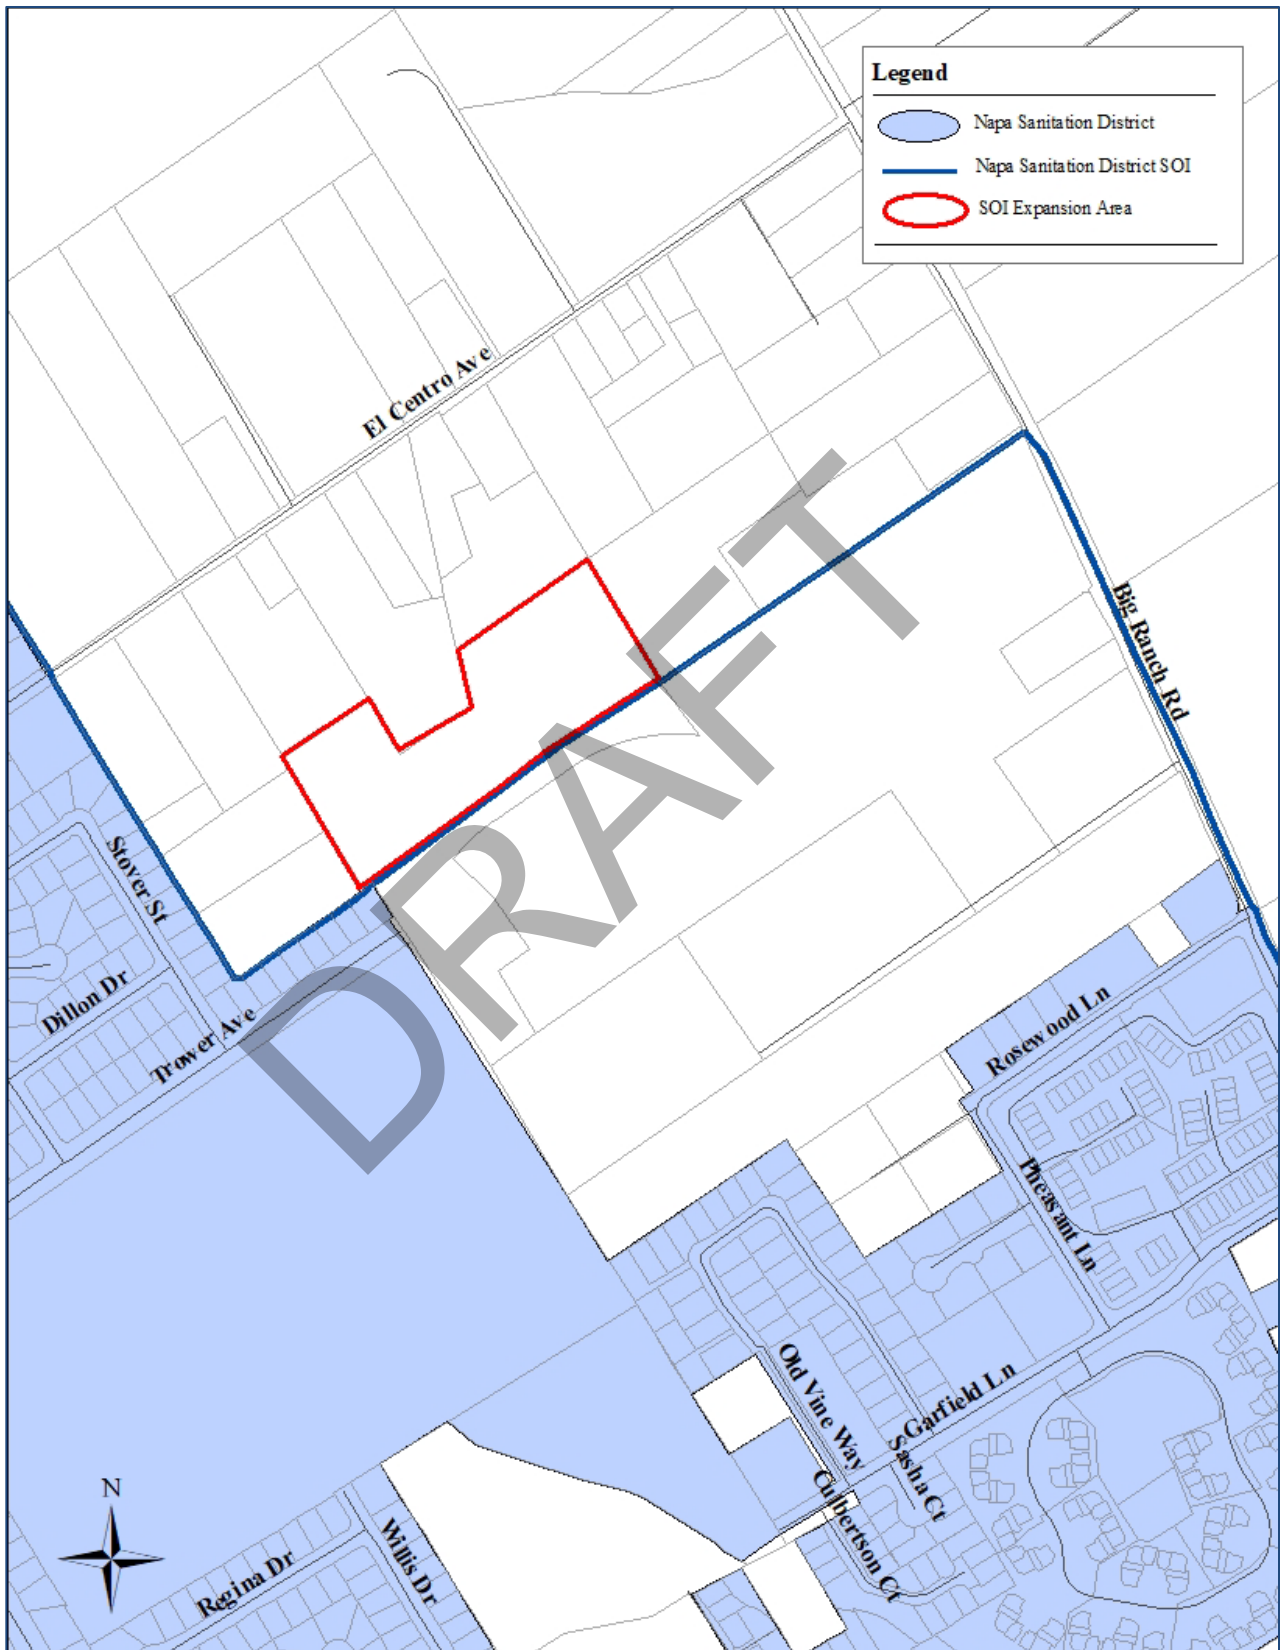 Legend
Napa Sanitation District
Napa Sanitation District SOI
SOI Expansion Area
El Centro Ave
Big Ranch Rd
DRAFT
Stover St
Dillon Dr
Trower Ave
Rosewood Ln
Pheasant Ln
Old Vine Way
Garfield Ln
Sasha Ct
Culbertson Ct
N
Willis Dr
Regina Dr